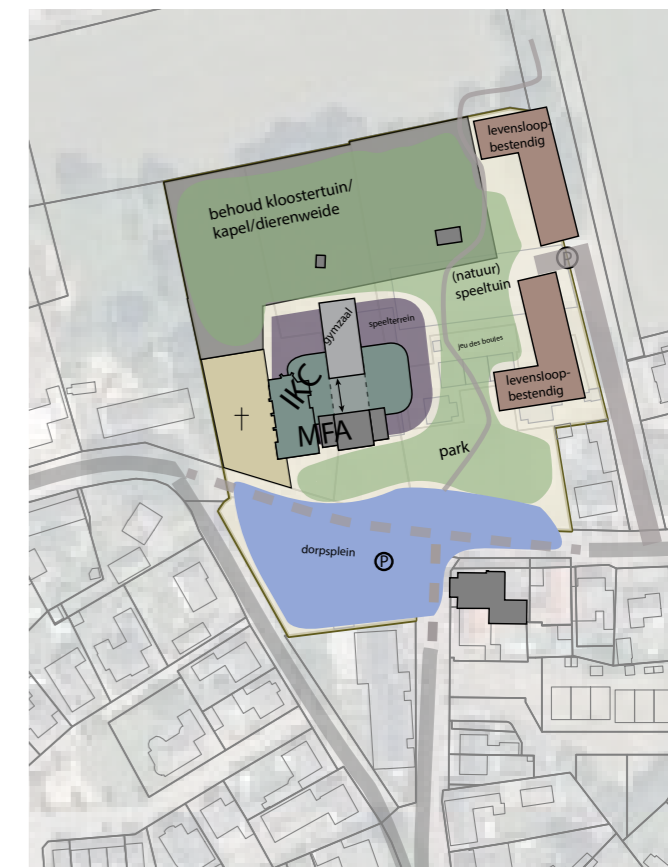 levensloop-
bestendig
behoud kloostertuin/
kapel/dierenweide
P
(natuur)
speeltuin
gymzaal
speelterrein
jeu des boules
IKC
levensloop-
bestendig
MFA
park
dorpsplein
P